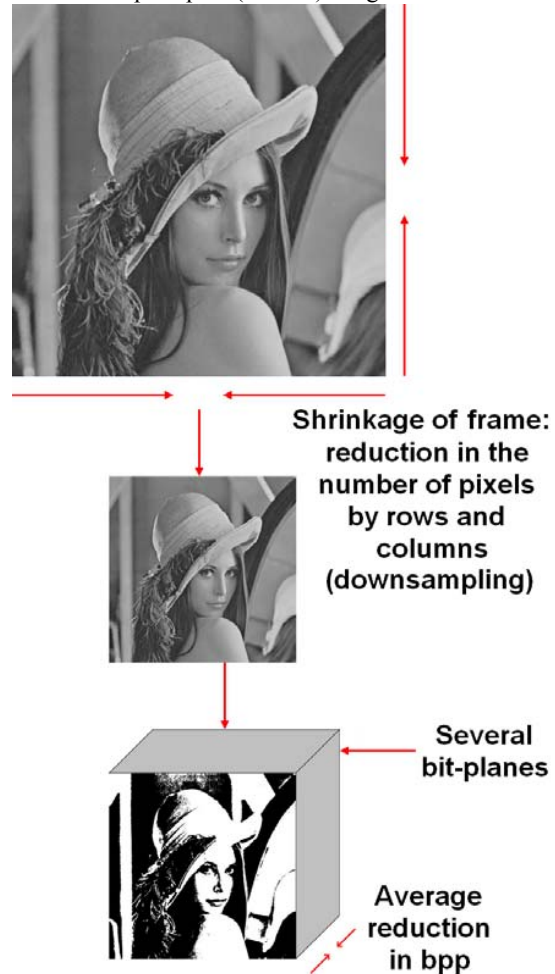 Shrinkage of frame:
reduction in the
number of pixels
by rows and
columns
(downsampling)
Several
bit-planes
Average
reduction
in bpp